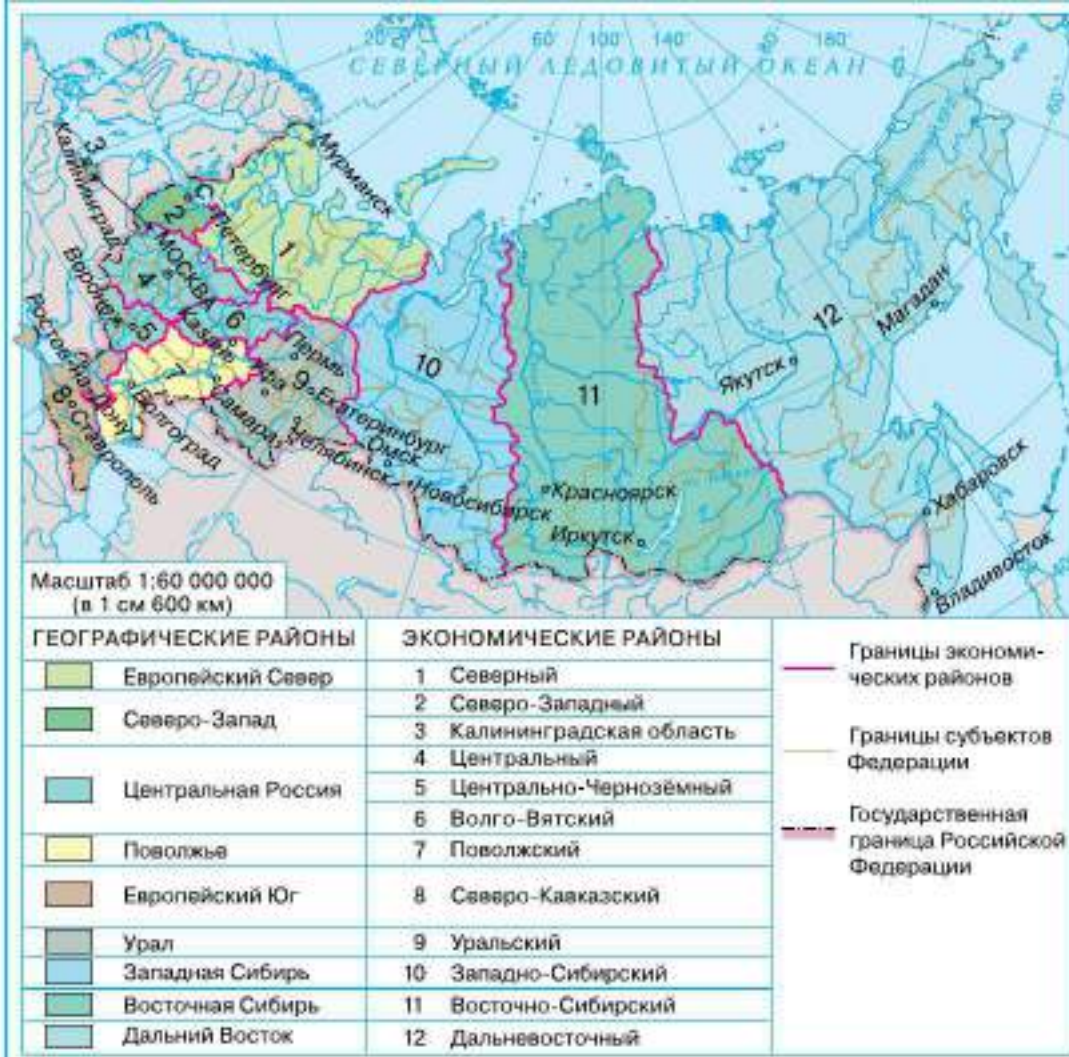 20°
60°
100°
140°
180°
60°
СЕВЕРНЫЙ ЛЕДОВИТЫЙ ОКЕАН
Калининград
3
Мурманск
С.-Петербург
2
1
МОСКВА
4
Воронеж
5
Казань
6
Пермь
Ростов-на-Дону
8
Ставрополь
Волгоград
7
Самара
Уфа
9
Екатеринбург
Челябинск
Омск
Новосибирск
10
11
Красноярск
Иркутск
12
Якутск
Магадан
Хабаровск
Владивосток
Масштаб 1:60 000 000
(в 1 см 600 км)
ГЕОГРАФИЧЕСКИЕ РАЙОНЫ
Европейский Север
Северо-Запад
Центральная Россия
Поволжье
Европейский Юг
Урал
Западная Сибирь
Восточная Сибирь
Дальний Восток
ЭКОНОМИЧЕСКИЕ РАЙОНЫ
1 Северный
2 Северо-Западный
3 Калининградская область
4 Центральный
5 Центрально-Чернозёмный
6 Волго-Вятский
7 Поволжский
8 Северо-Кавказский
9 Уральский
10 Западно-Сибирский
11 Восточно-Сибирский
12 Дальневосточный
Границы экономи-
ческих районов
Границы субъектов
Федерации
Государственная
граница Российской
Федерации